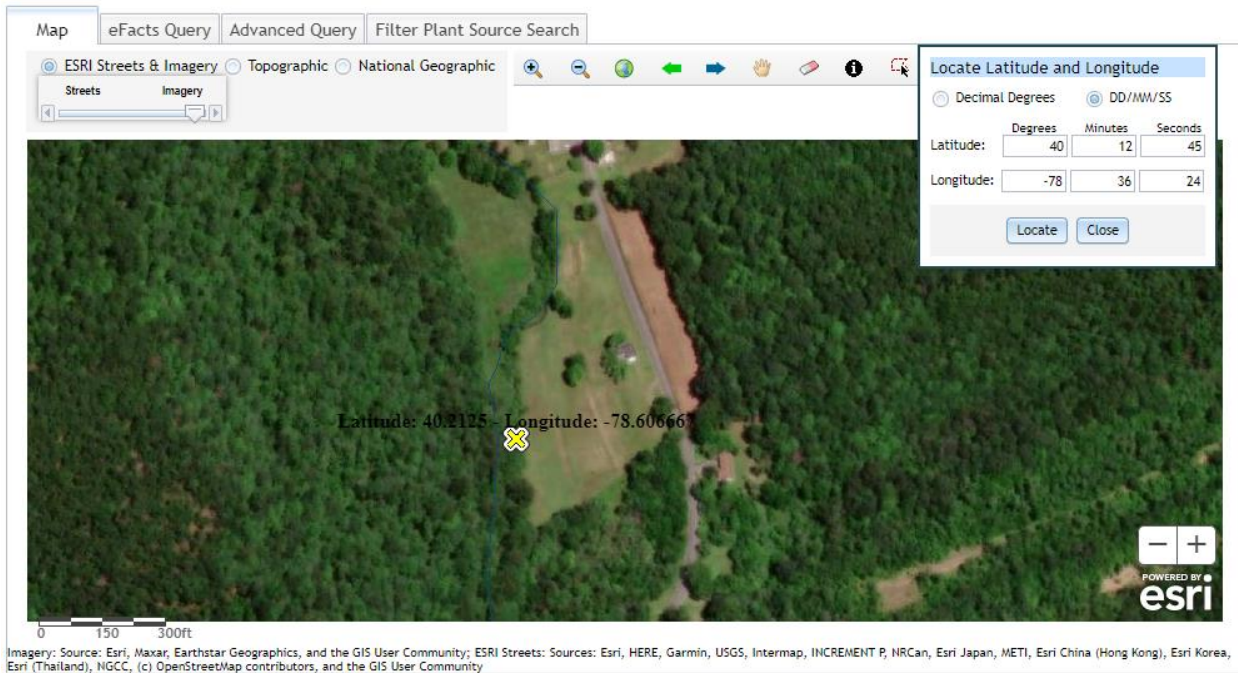 Map eFacts Query Advanced Query Filter Plant Source Search
ESRI Streets & Imagery Topographic National Geographic
Streets Imagery
Locate Latitude and Longitude
Decimal Degrees DD/MM/SS
Degrees Minutes Seconds
Latitude: 40 12 45
Longitude: -78 36 24
Locate Close
Latitude: 40.2125 - Longitude: -78.606667
POWERED BY
esri
0 150 300ft
Imagery: Source: Esri, Maxar, Earthstar Geographics, and the GIS User Community; ESRI Streets: Sources: Esri, HERE, Garmin, USGS, Intermap, INCREMENT P, NRCan, Esri Japan, METI, Esri China (Hong Kong), Esri Korea,
Esri (Thailand), NGCC, (c) OpenStreetMap contributors, and the GIS User Community